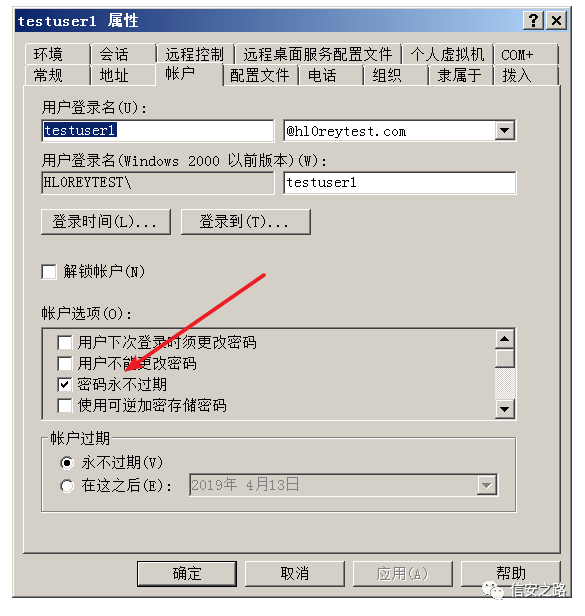 testuser1 属性
环境 会话 远程控制 远程桌面服务配置文件 个人虚拟机 COM+
常规 地址 帐户 配置文件 电话 组织 隶属于 拨入
用户登录名(U):
testuser1 @hl0reytest.com
用户登录名(Windows 2000 以前版本)(W):
HL0REYTEST\ testuser1
登录时间(L)... 登录到(T)...
解锁帐户(N)
帐户选项(O):
用户下次登录时须更改密码
用户不能更改密码
密码永不过期
使用可逆加密存储密码
帐户过期
永不过期(V)
在这之后(E): 2019年 4月13日
确定 取消 应用(A) 帮助
信安之路